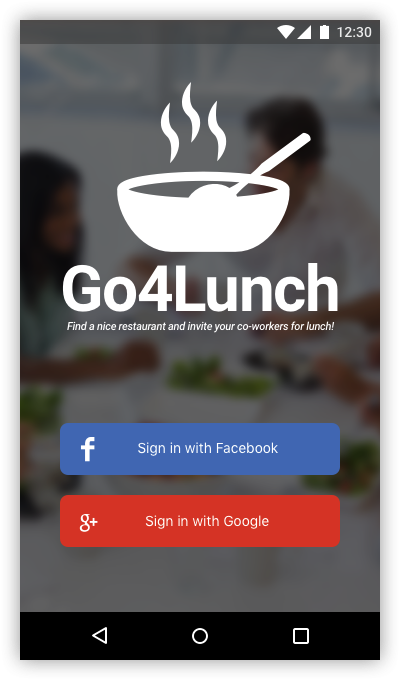 12:30
Go4Lunch
Find a nice restaurant and invite your co-workers for lunch!
f Sign in with Facebook
g+ Sign in with Google